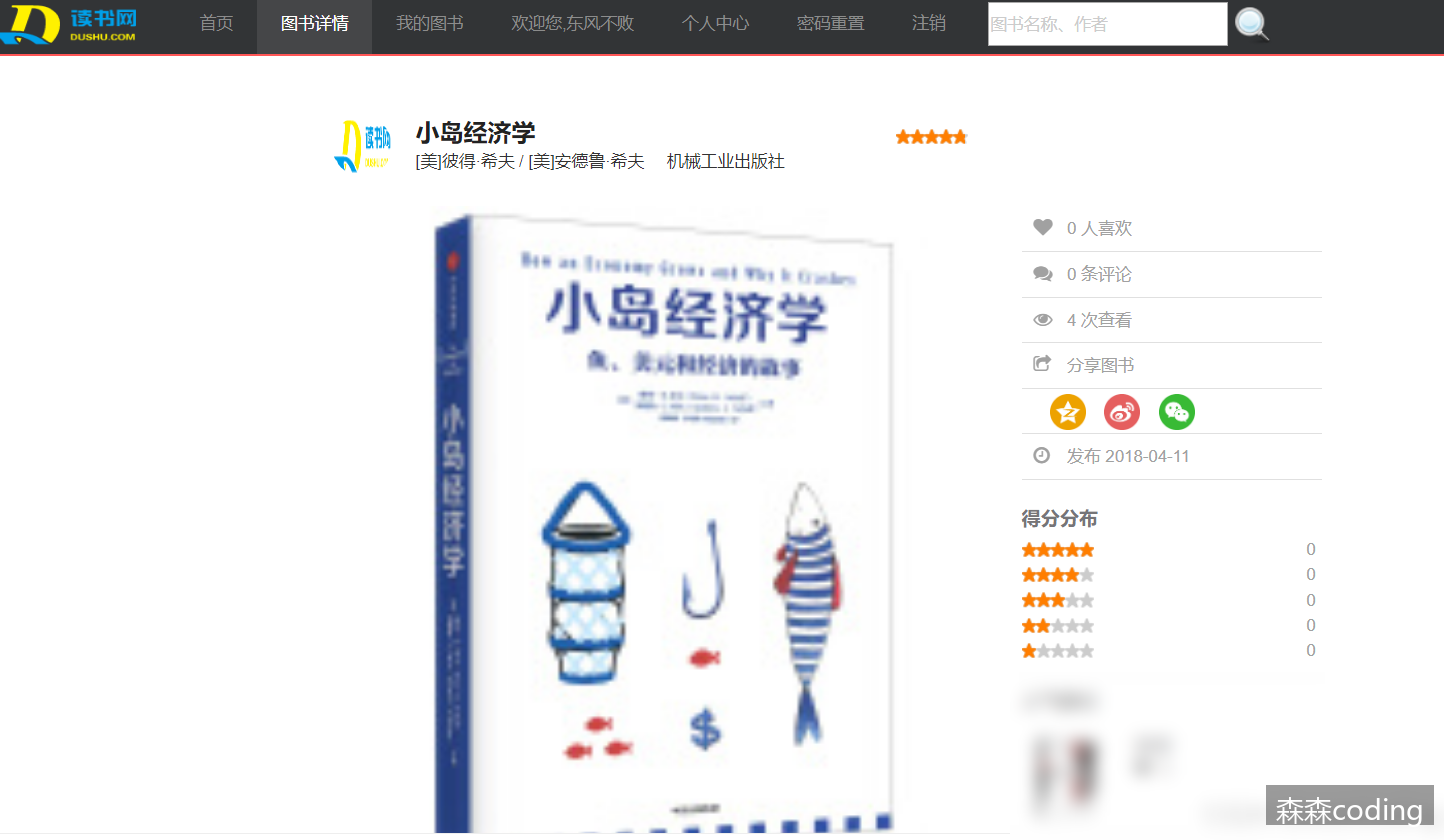 读书网
DUSHU.COM
首页 图书详情 我的图书 欢迎您,东风不败 个人中心 密码重置 注销 图书名称、作者
读书网
小岛经济学
[美]彼得·希夫 / [美]安德鲁·希夫 机械工业出版社
How an Economy Grows and Why It Crashes
小岛经济学
鱼、美元和经济的故事
小岛经济学
0 人喜欢
0 条评论
4 次查看
分享图书
发布 2018-04-11
得分分布
0
0
0
0
0
森森coding